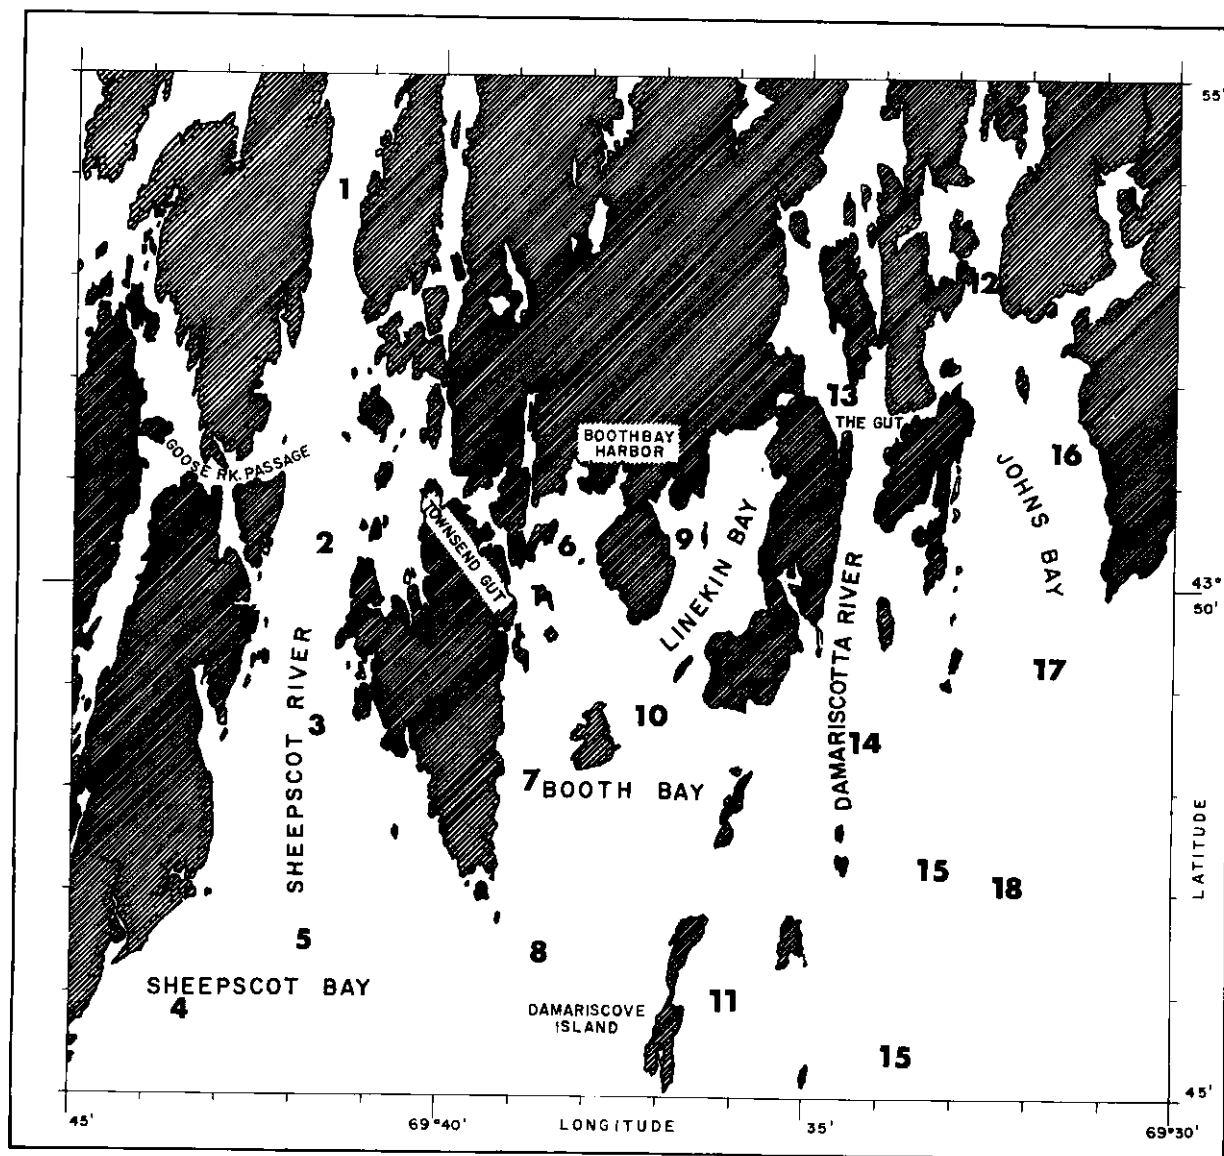 55'
1
12
13
THE GUT
BOOTHBAY
HARBOR
GOOSE RK. PASSAGE
16
JOHNS BAY
TOWNSEND GUT
2
6
9
LINEKIN BAY
43°
50'
DAMARISCOTTA RIVER
SHEEPSCOT RIVER
17
3
10
14
7
BOOTH BAY
LATITUDE
15
18
5
8
SHEEPSCOT BAY
4
11
DAMARISCOVE
ISLAND
15
45'
45'
69°40'
LONGITUDE
35'
69°30'